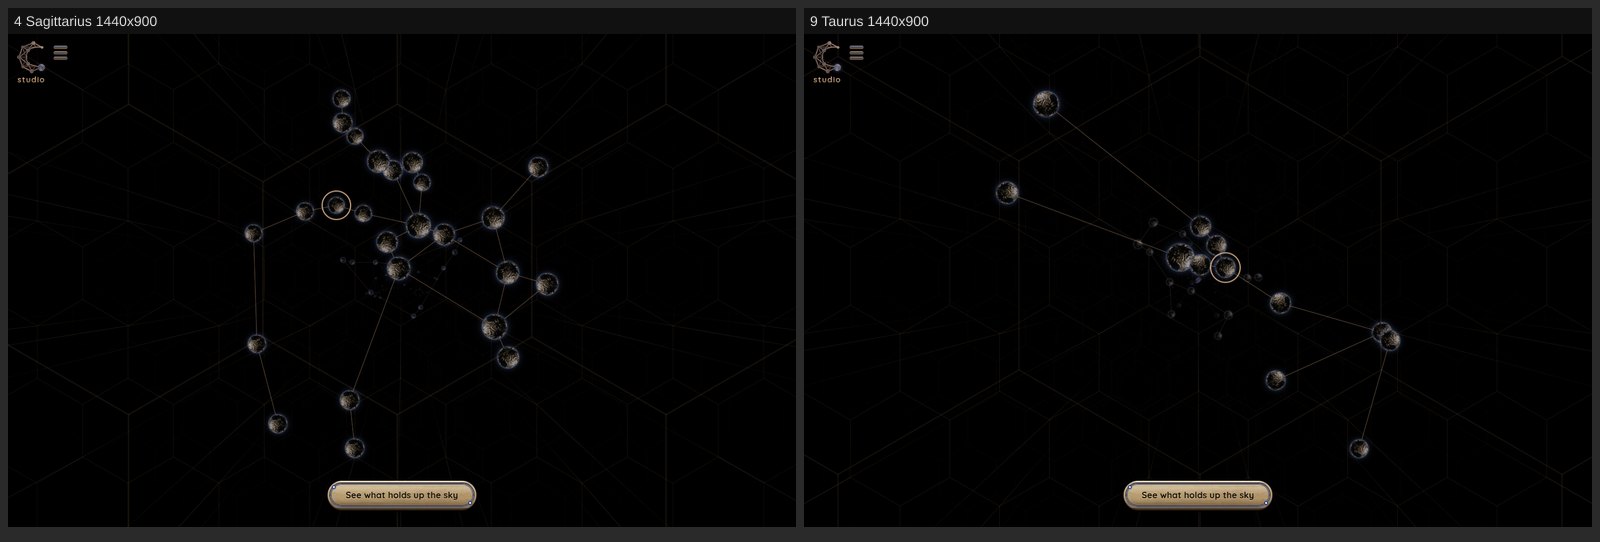 4 Sagittarius 1440x900
studio
See what holds up the sky
9 Taurus 1440x900
studio
See what holds up the sky